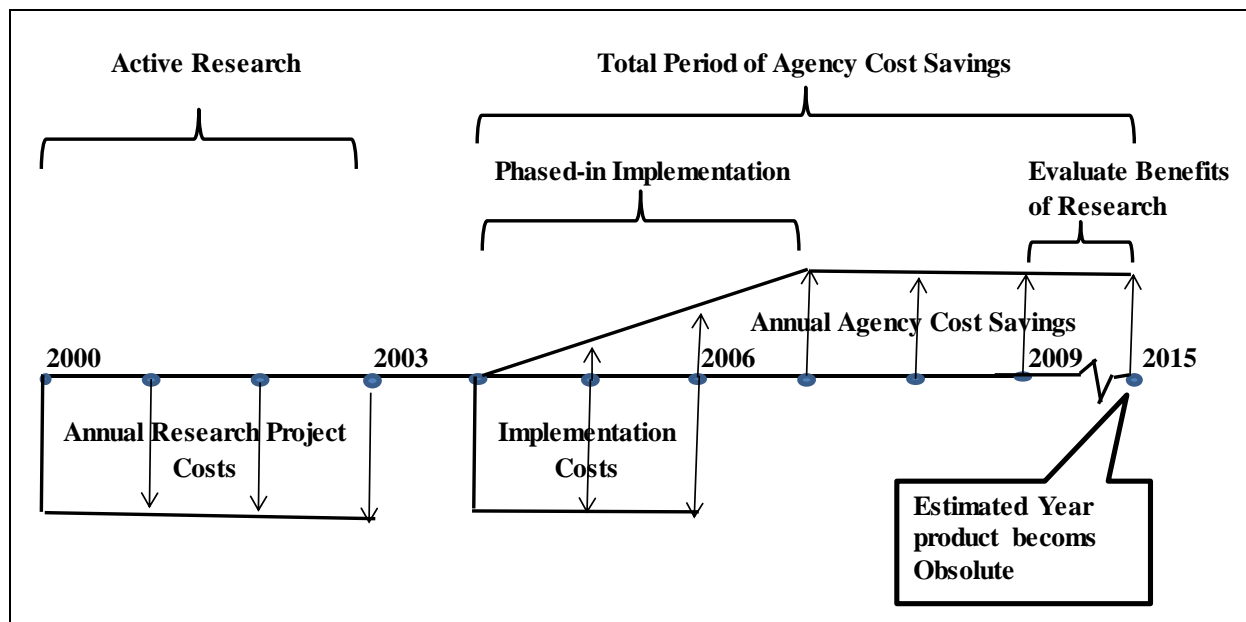 Active Research
Total Period of Agency Cost Savings
Phased-in Implementation
Evaluate Benefits
of Research
Annual Agency Cost Savings
2000
2003
2006
2009
2015
Annual Research Project
Costs
Implementation
Costs
Estimated Year
product becoms
Obsolute